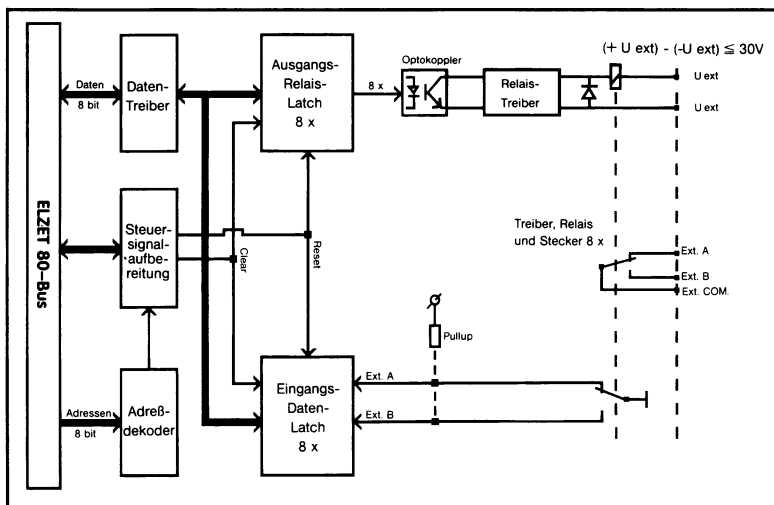 ELZET 80-Bus
Daten
8 bit
Daten-
Treiber
Ausgangs-
Relais-
Latch
8 x
8 x
Optokoppler
Relais-
Treiber
(+ U ext) - (-U ext) ≦ 30V
U ext
U ext
Steuer-
signal-
aufbe-
reitung
Clear
Reset
Treiber, Relais
und Stecker 8 x
Ext. A
Ext. B
Ext. COM.
Pullup
Adressen
8 bit
Adreß-
dekoder
Eingangs-
Daten-
Latch
8 x
Ext. A
Ext. B